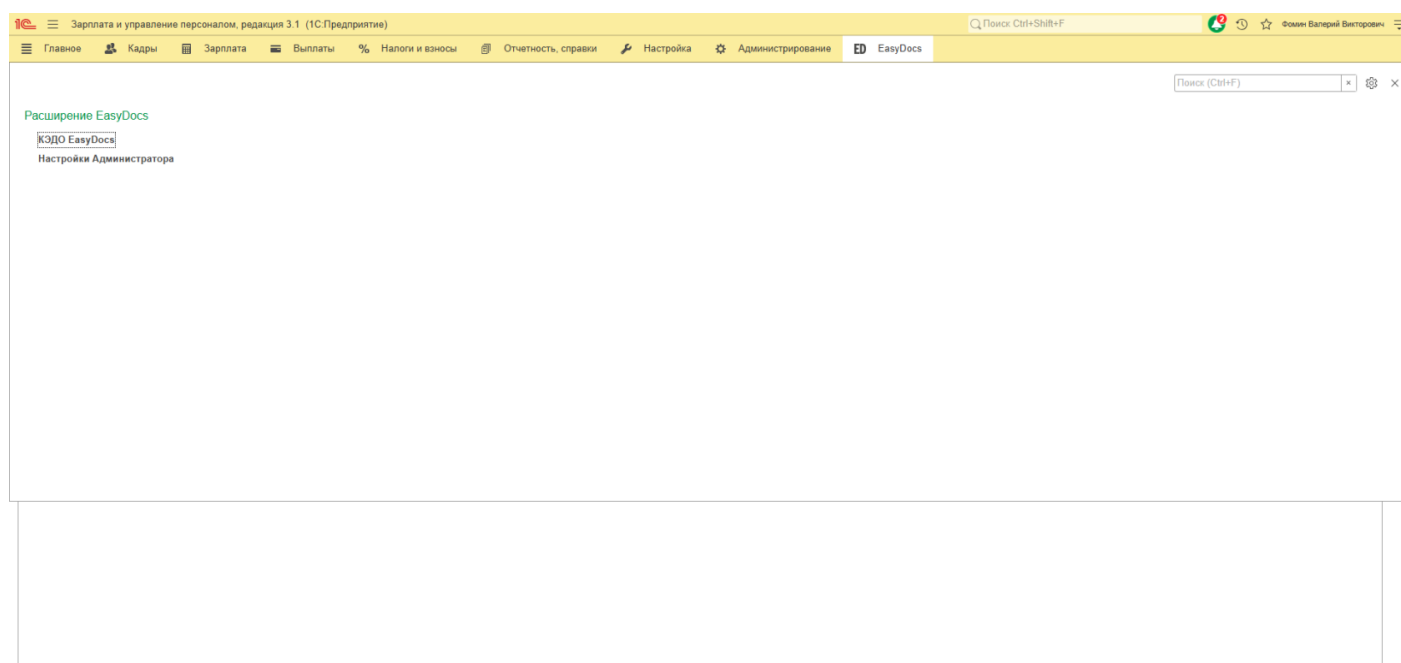 1С Зарплата и управление персоналом, редакция 3.1 (1С:Предприятие) Поиск Ctrl+Shift+F 2 Фомин Валерий Викторович
Главное Кадры Зарплата Выплаты % Налоги и взносы Отчетность, справки Настройка Администрирование ED EasyDocs
Поиск (Ctrl+F) ×
Расширение EasyDocs
КЭДО EasyDocs
Настройки Администратора